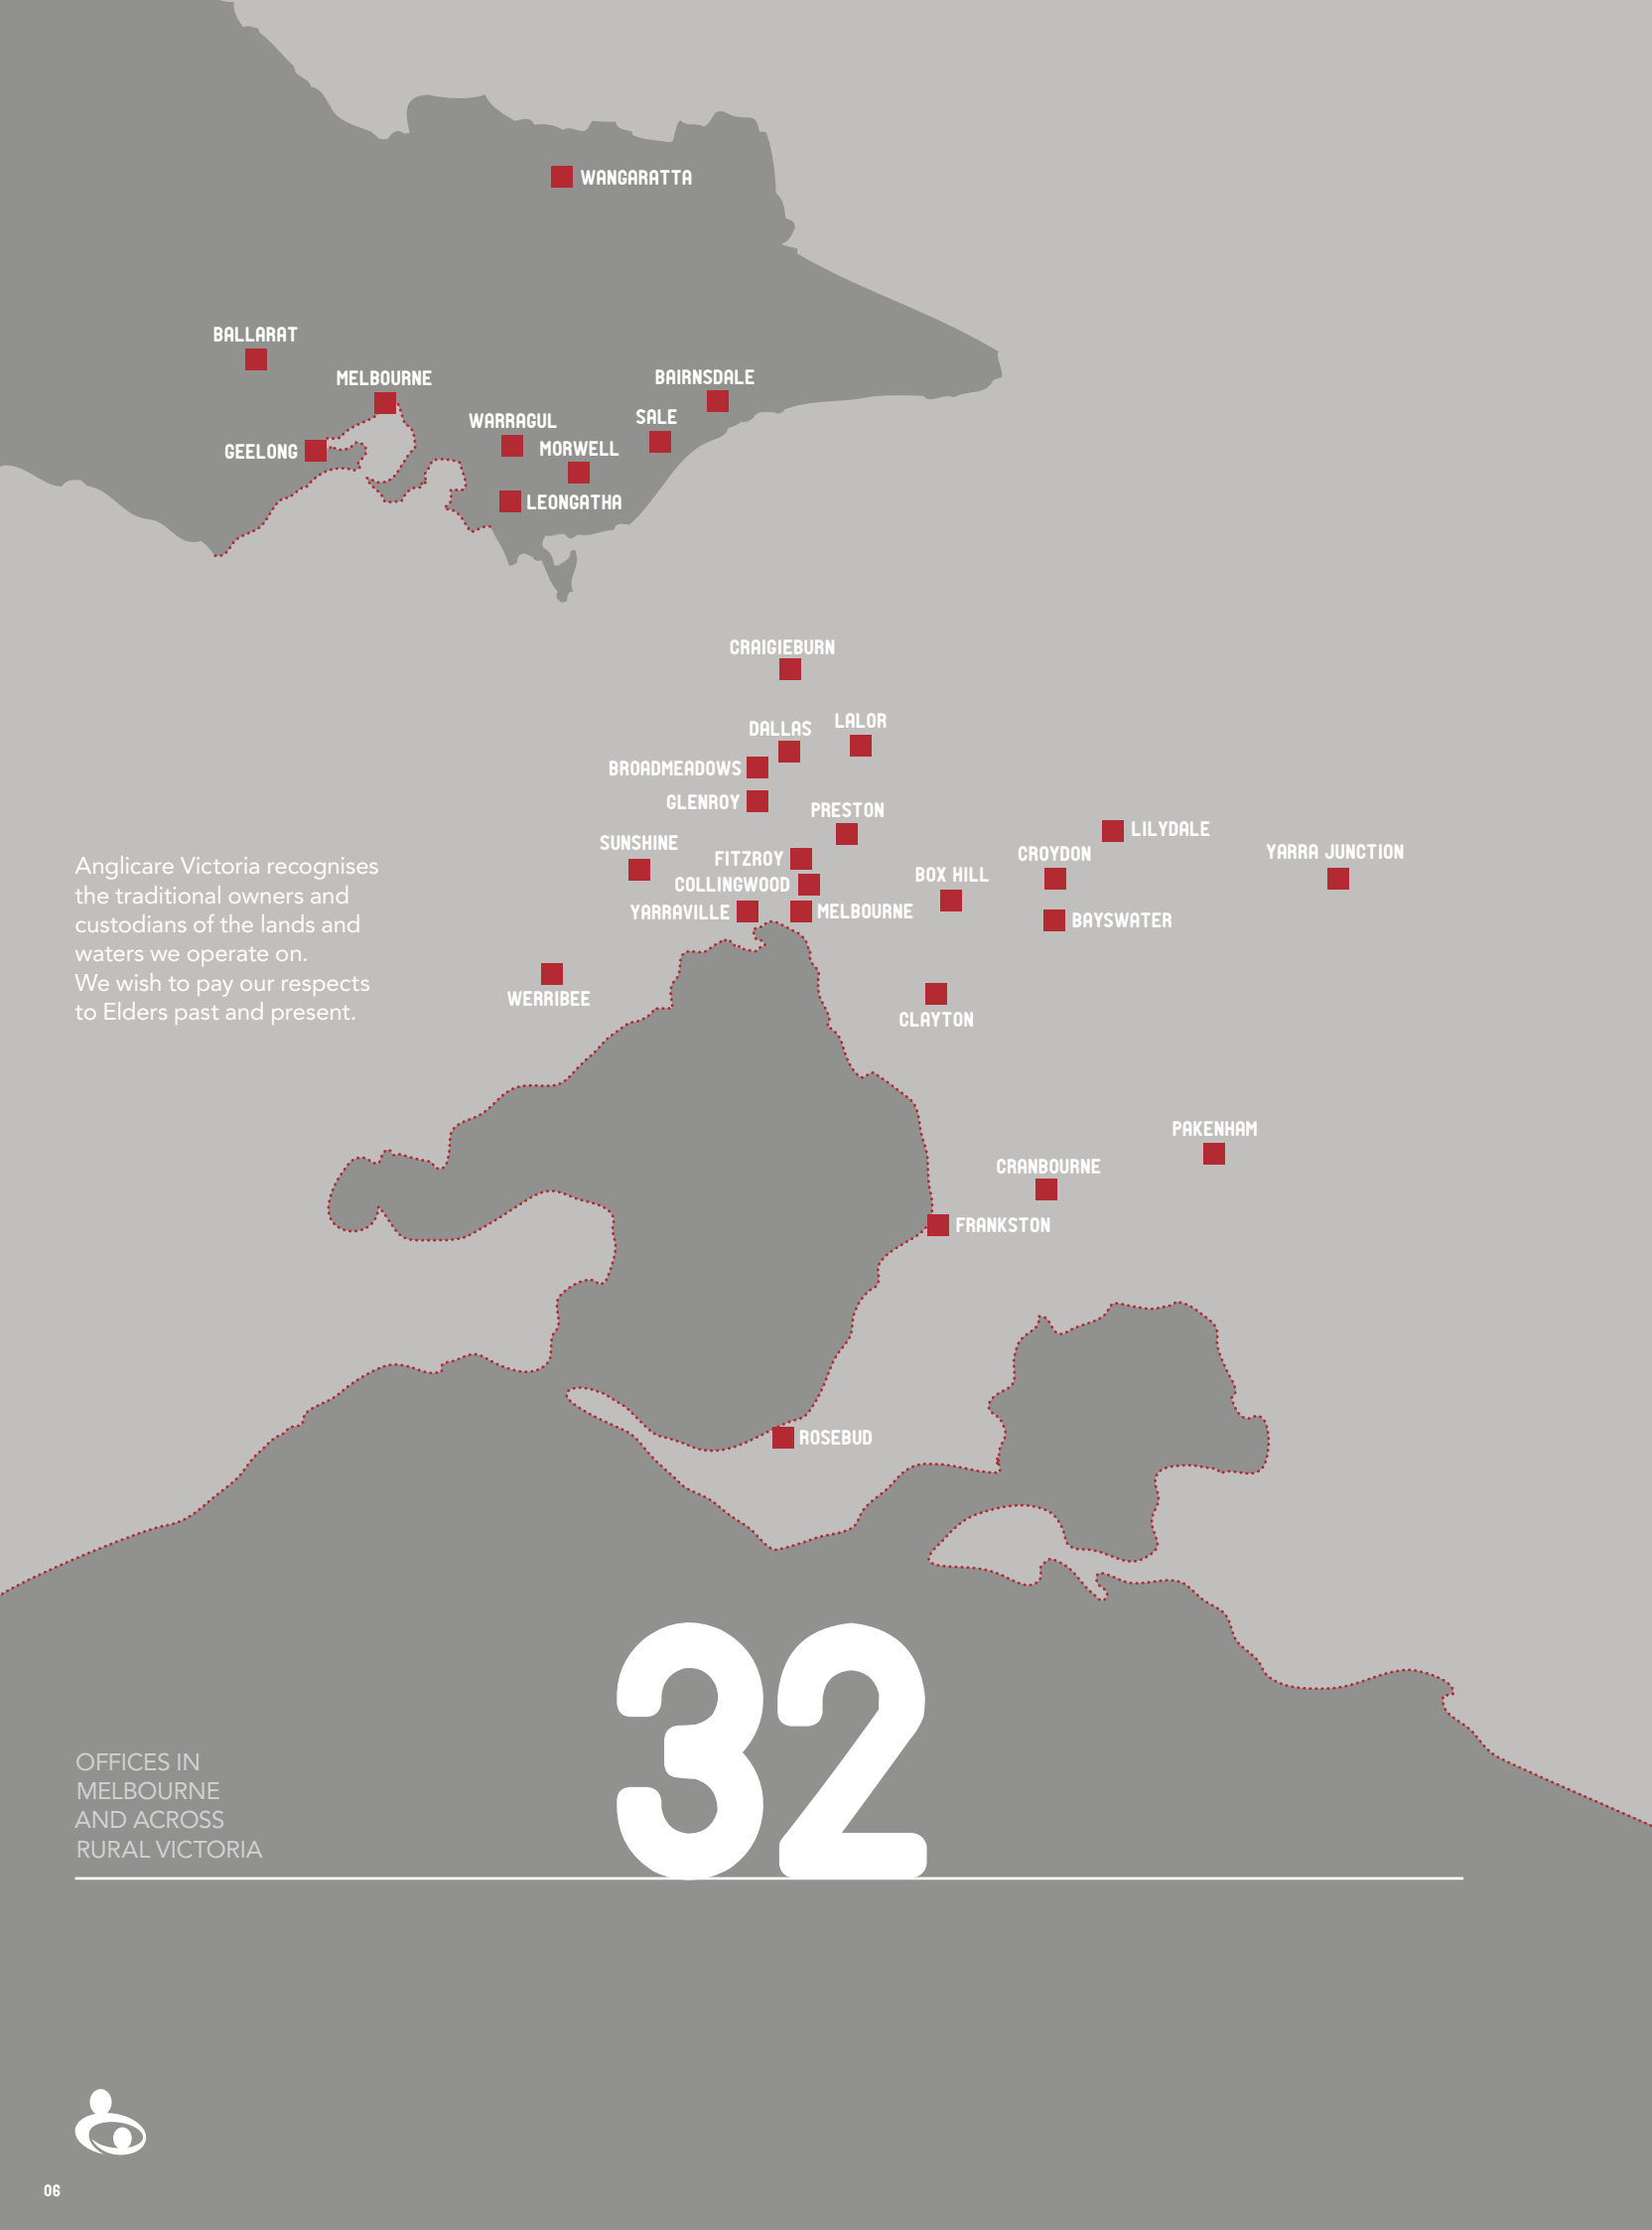 WANGARATTA
BALLARAT
MELBOURNE
BAIRNSDALE
WARRAGUL
SALE
GEELONG
MORWELL
LEONGATHA
CRAIGIEBURN
DALLAS
LALOR
BROADMEADOWS
GLENROY
PRESTON
LILYDALE
SUNSHINE
FITZROY
CROYDON
YARRA JUNCTION
COLLINGWOOD
BOX HILL
YARRAVILLE
MELBOURNE
BAYSWATER
WERRIBEE
CLAYTON
Anglicare Victoria recognises
the traditional owners and
custodians of the lands and
waters we operate on.
We wish to pay our respects
to Elders past and present.
PAKENHAM
CRANBOURNE
FRANKSTON
ROSEBUD
32
OFFICES IN
MELBOURNE
AND ACROSS
RURAL VICTORIA
06